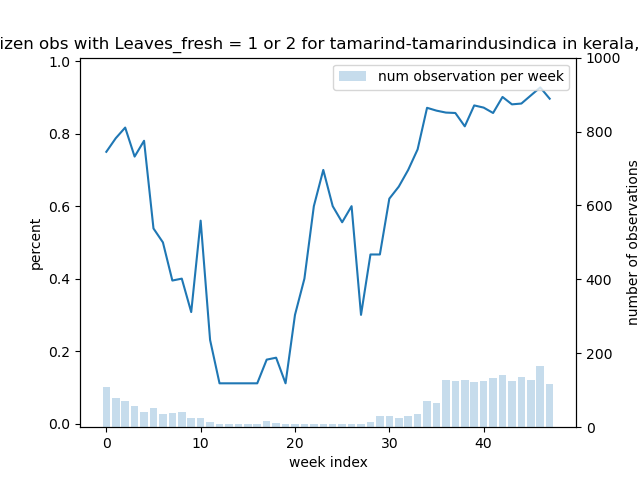 izen obs with Leaves_fresh = 1 or 2 for tamarind-tamarindusindica in kerala,
num observation per week
1.0
0.8
0.6
0.4
0.2
0.0
percent
1000
800
600
400
200
0
number of observations
0 10 20 30 40
week index